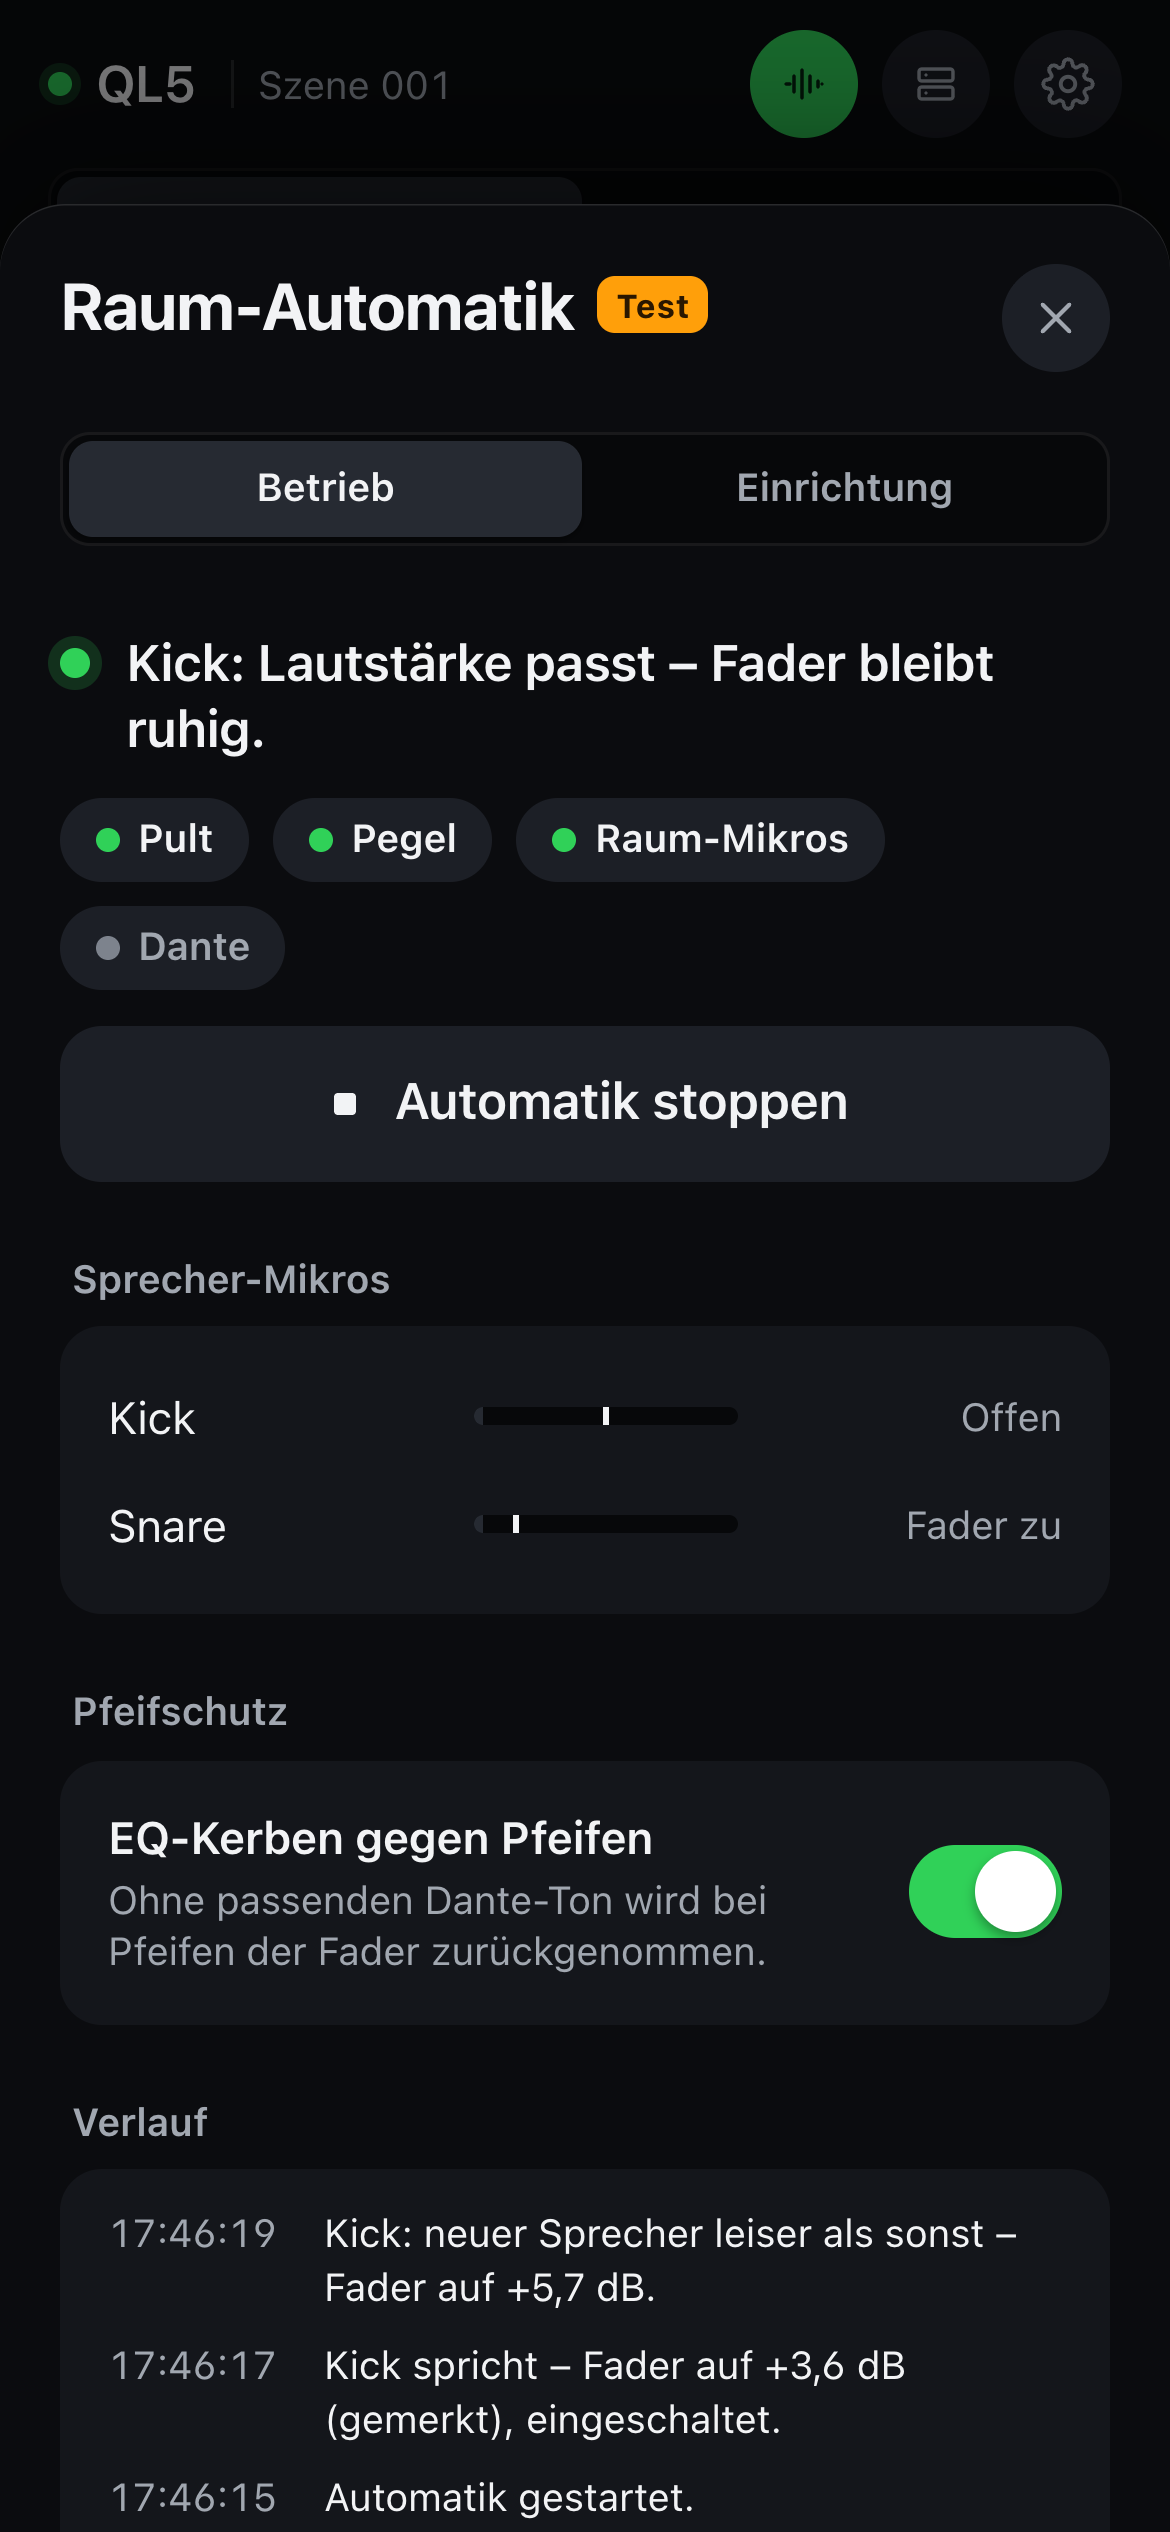 QL5
Szene 001
Raum-Automatik
Test
Betrieb
Einrichtung
Kick: Lautstärke passt – Fader bleibt
ruhig.
Pult
Pegel
Raum-Mikros
Dante
Automatik stoppen
Sprecher-Mikros
Kick
Offen
Snare
Fader zu
Pfeifschutz
EQ-Kerben gegen Pfeifen
Ohne passenden Dante-Ton wird bei
Pfeifen der Fader zurückgenommen.
Verlauf
17:46:19
Kick: neuer Sprecher leiser als sonst –
Fader auf +5,7 dB.
17:46:17
Kick spricht – Fader auf +3,6 dB
(gemerkt), eingeschaltet.
17:46:15
Automatik gestartet.